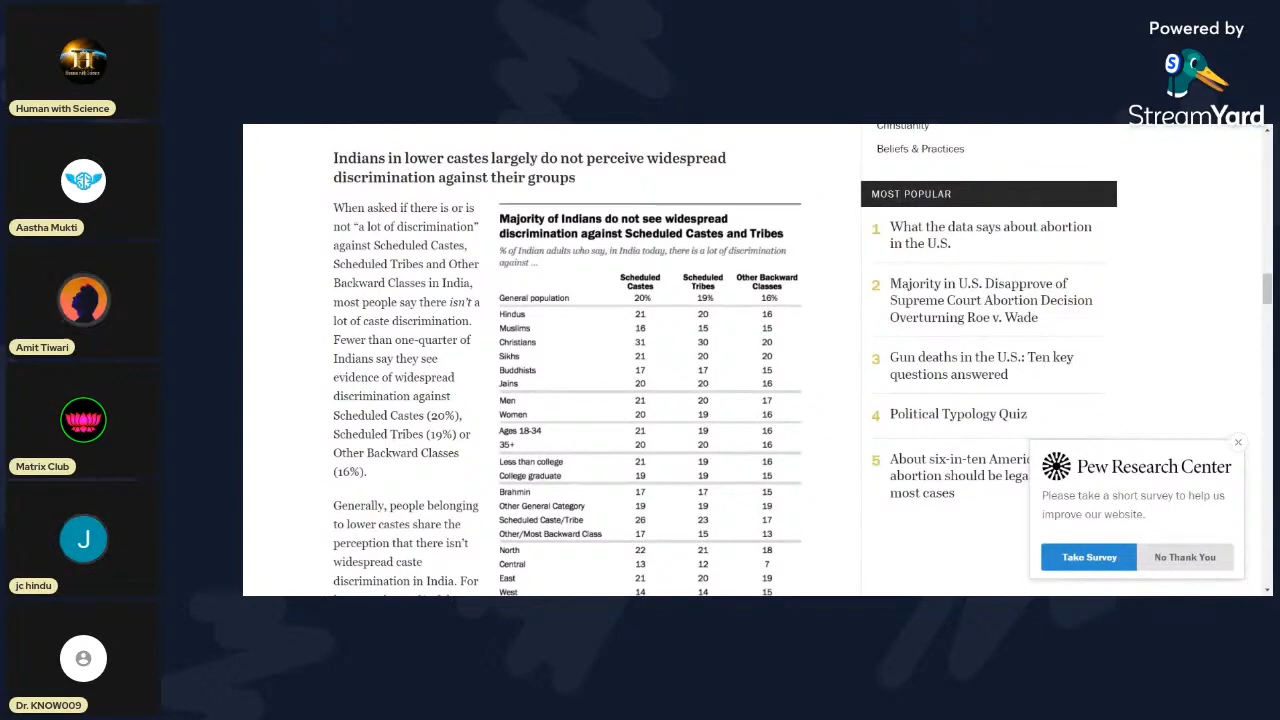 Powered by
StreamYard
Human with Science
Aastha Mukti
Amit Tiwari
Matrix Club
J
jc hindu
Dr. KNOW009
Indians in lower castes largely do not perceive widespread
discrimination against their groups
When asked if there is or is
not “a lot of discrimination”
against Scheduled Castes,
Scheduled Tribes and Other
Backward Classes in India,
most people say there isn’t a
lot of caste discrimination.
Fewer than one-quarter of
Indians say they see
evidence of widespread
discrimination against
Scheduled Castes (20%),
Scheduled Tribes (19%) or
Other Backward Classes
(16%).
Generally, people belonging
to lower castes share the
perception that there isn’t
widespread caste
discrimination in India. For
Majority of Indians do not see widespread
discrimination against Scheduled Castes and Tribes
% of Indian adults who say, in India today, there is a lot of discrimination
against ...
Scheduled Castes Scheduled Tribes Other Backward Classes
General population 20% 19% 16%
Hindus 21 20 16
Muslims 16 15 15
Christians 31 30 20
Sikhs 21 20 20
Buddhists 17 17 15
Jains 20 20 16
Men 21 20 17
Women 20 19 16
Ages 18-34 21 19 16
35+ 20 20 16
Less than college 21 19 16
College graduate 19 19 15
Brahmin 17 17 15
Other General Category 19 19 19
Scheduled Caste/Tribe 26 23 17
Other/Most Backward Class 17 15 13
North 22 21 18
Central 13 12 7
East 21 20 19
West 14 14 15
Christianity
Beliefs & Practices
MOST POPULAR
1 What the data says about abortion
in the U.S.
2 Majority in U.S. Disapprove of
Supreme Court Abortion Decision
Overturning Roe v. Wade
3 Gun deaths in the U.S.: Ten key
questions answered
4 Political Typology Quiz
5 About six-in-ten Americ
abortion should be lega
most cases
Pew Research Center
Please take a short survey to help us
improve our website.
Take Survey No Thank You